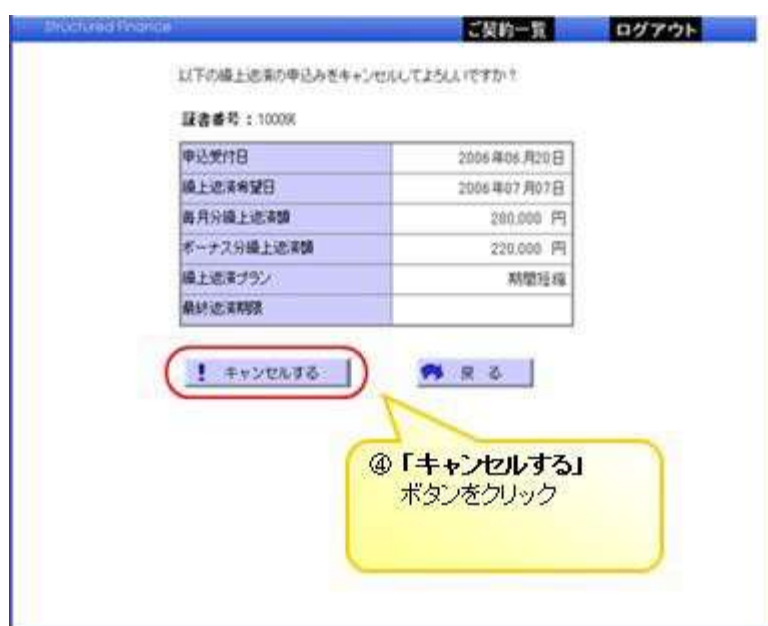 Structured Finance
ご契約一覧 ログアウト
以下の繰上返済の申込みをキャンセルしてよろしいですか？
証書番号：1000X
申込受付日 2006年06月20日
繰上返済希望日 2006年07月07日
毎月分繰上返済額 280,000 円
ボーナス分繰上返済額 220,000 円
繰上返済プラン 期間短縮
最終返済期限
! キャンセルする 戻 る
④「キャンセルする」
ボタンをクリック